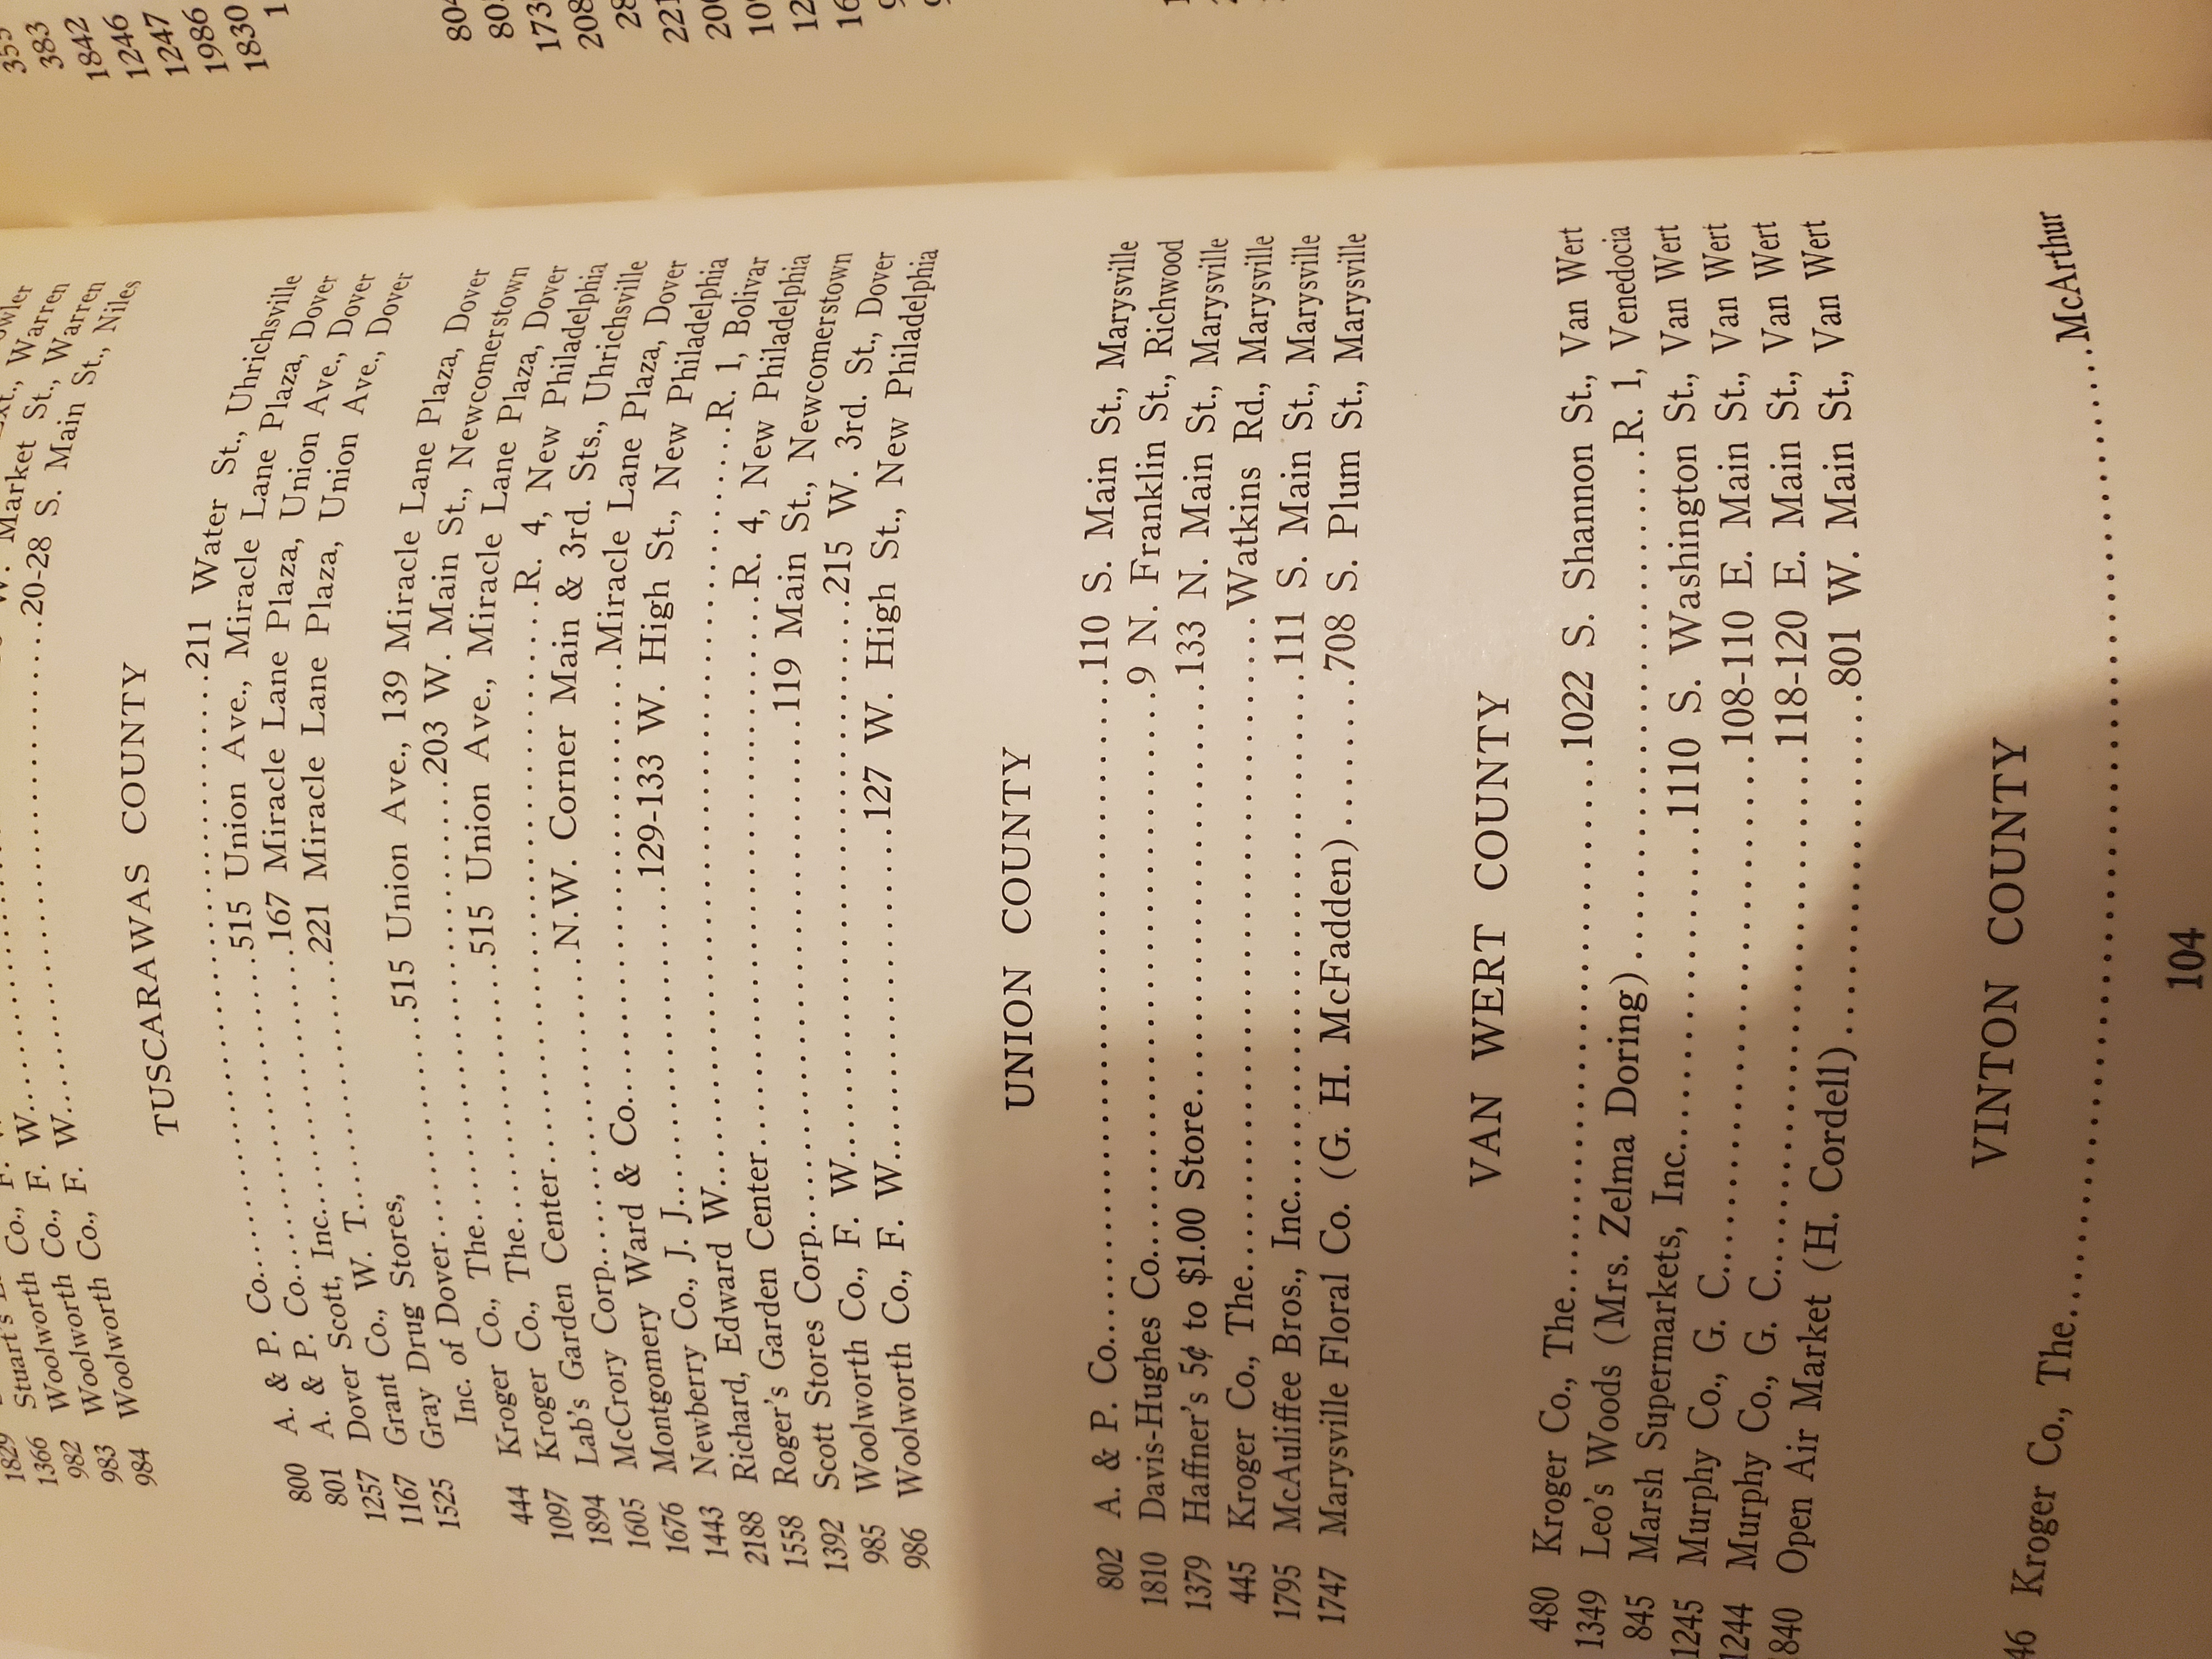 1829
1366 Stuart's
982 Woolworth Co., F. Warren
983 Woolworth Co., F. W. Market St., Warren
984 Woolworth Co., F. W. 20-28 S. Main St., Niles
TUSCARAWAS COUNTY
800 A. & P. Co. 211 Water St., Uhrichsville
801 A. & P. Co. 515 Union Ave., Miracle Lane Plaza, Dover
1257 Dover Scott, Inc. 167 Miracle Lane Plaza, Union Ave., Dover
1167 Grant Co., W. T. 221 Miracle Lane Plaza, Union Ave., Dover
1525 Gray Drug Stores,
Inc. of Dover 515 Union Ave., 139 Miracle Lane Plaza, Dover
444 Kroger Co., The 203 W. Main St., Newcomerstown
1097 Kroger Co., The 515 Union Ave., Miracle Lane Plaza, Dover
1894 Lab's Garden Center R. 4, New Philadelphia
1605 McCrory Corp. N.W. Corner Main & 3rd. Sts., Uhrichsville
1676 Montgomery Ward & Co. Miracle Lane Plaza, Dover
1443 Newberry Co., J. J. 129-133 W. High St., New Philadelphia
2188 Richard, Edward W. R. 1, Bolivar
1558 Roger's Garden Center R. 4, New Philadelphia
1392 Scott Stores Corp. 119 Main St., Newcomerstown
985 Woolworth Co., F. W. 215 W. 3rd. St., Dover
986 Woolworth Co., F. W. 127 W. High St., New Philadelphia
UNION COUNTY
802 A. & P. Co. 110 S. Main St., Marysville
1810 Davis-Hughes Co. 9 N. Franklin St., Richwood
1379 Haffner's 5¢ to $1.00 Store 133 N. Main St., Marysville
445 Kroger Co., The Watkins Rd., Marysville
1795 McAuliffee Bros., Inc. 111 S. Main St., Marysville
1747 Marysville Floral Co. (G. H. McFadden) 708 S. Plum St., Marysville
VAN WERT COUNTY
480 Kroger Co., The 1022 S. Shannon St., Van Wert
1349 Leo's Woods (Mrs. Zelma Doring) R. 1, Venedocia
845 Marsh Supermarkets, Inc. 1110 S. Washington St., Van Wert
1245 Murphy Co., G. C. 108-110 E. Main St., Van Wert
1244 Murphy Co., G. C. 118-120 E. Main St., Van Wert
840 Open Air Market (H. Cordell) 801 W. Main St., Van Wert
VINTON COUNTY
46 Kroger Co., The McArthur
104
383
1842
1246
1247
1986
1830